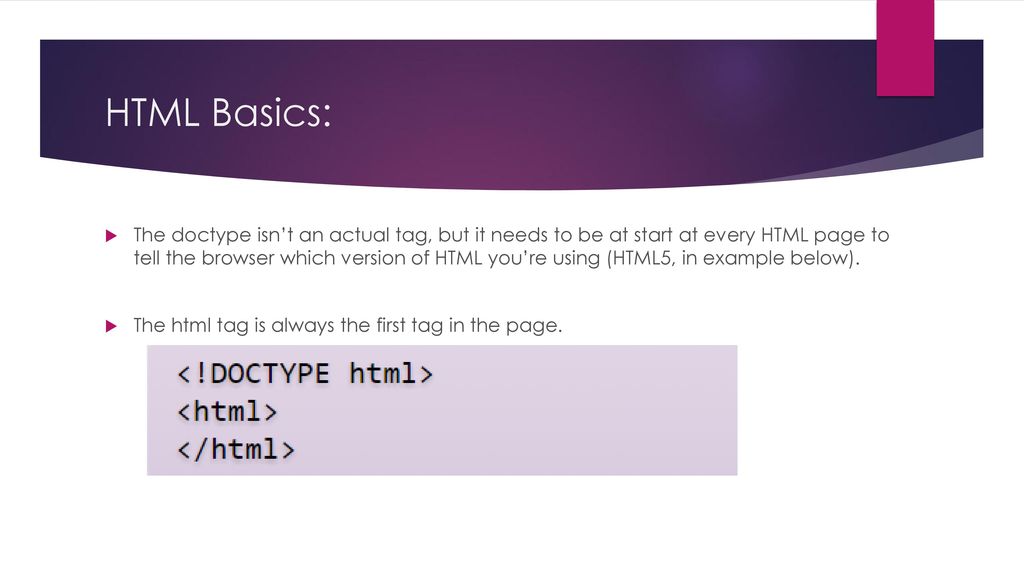 HTML Basics:
The doctype isn’t an actual tag, but it needs to be at start at every HTML page to
tell the browser which version of HTML you’re using (HTML5, in example below).
The html tag is always the first tag in the page.
<!DOCTYPE html>
<html>
</html>